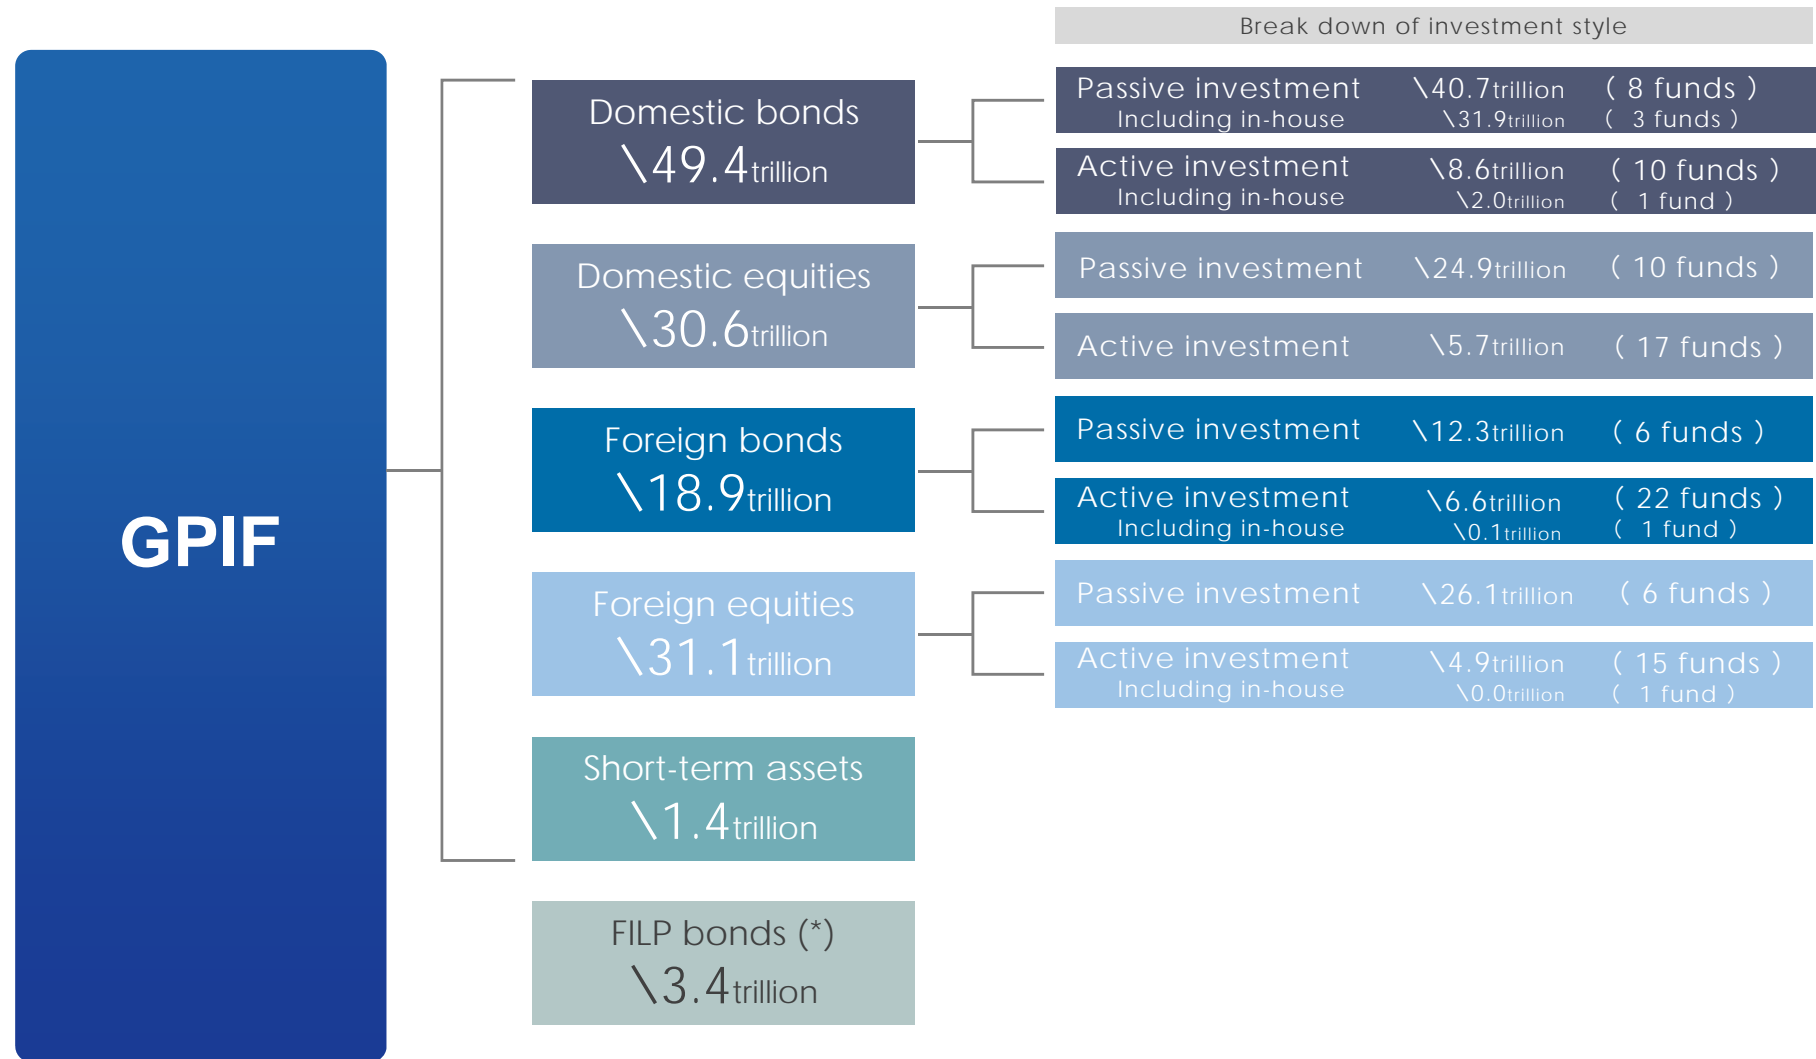 Break down of investment style
GPIF
Domestic bonds
\49.4trillion
Passive investment \40.7trillion ( 8 funds )
Including in-house \31.9trillion ( 3 funds )
Active investment \8.6trillion ( 10 funds )
Including in-house \2.0trillion ( 1 fund )
Domestic equities
\30.6trillion
Passive investment \24.9trillion ( 10 funds )
Active investment \5.7trillion ( 17 funds )
Foreign bonds
\18.9trillion
Passive investment \12.3trillion ( 6 funds )
Active investment \6.6trillion ( 22 funds )
Including in-house \0.1trillion ( 1 fund )
Foreign equities
\31.1trillion
Passive investment \26.1trillion ( 6 funds )
Active investment \4.9trillion ( 15 funds )
Including in-house \0.0trillion ( 1 fund )
Short-term assets
\1.4trillion
FILP bonds (*)
\3.4trillion